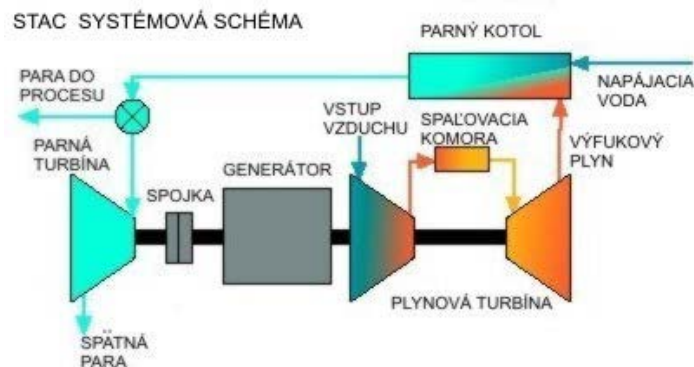 STAC SYSTÉMOVÁ SCHÉMA
PARNÝ KOTOL
PARA DO
PROCESU
NAPÁJACIA
VODA
VSTUP
VZDUCHU
SPAĽOVACIA
KOMORA
VÝFUKOVÝ
PLYN
PARNÁ
TURBÍNA
SPOJKA
GENERÁTOR
PLYNOVÁ TURBÍNA
SPÄTNÁ
PARA